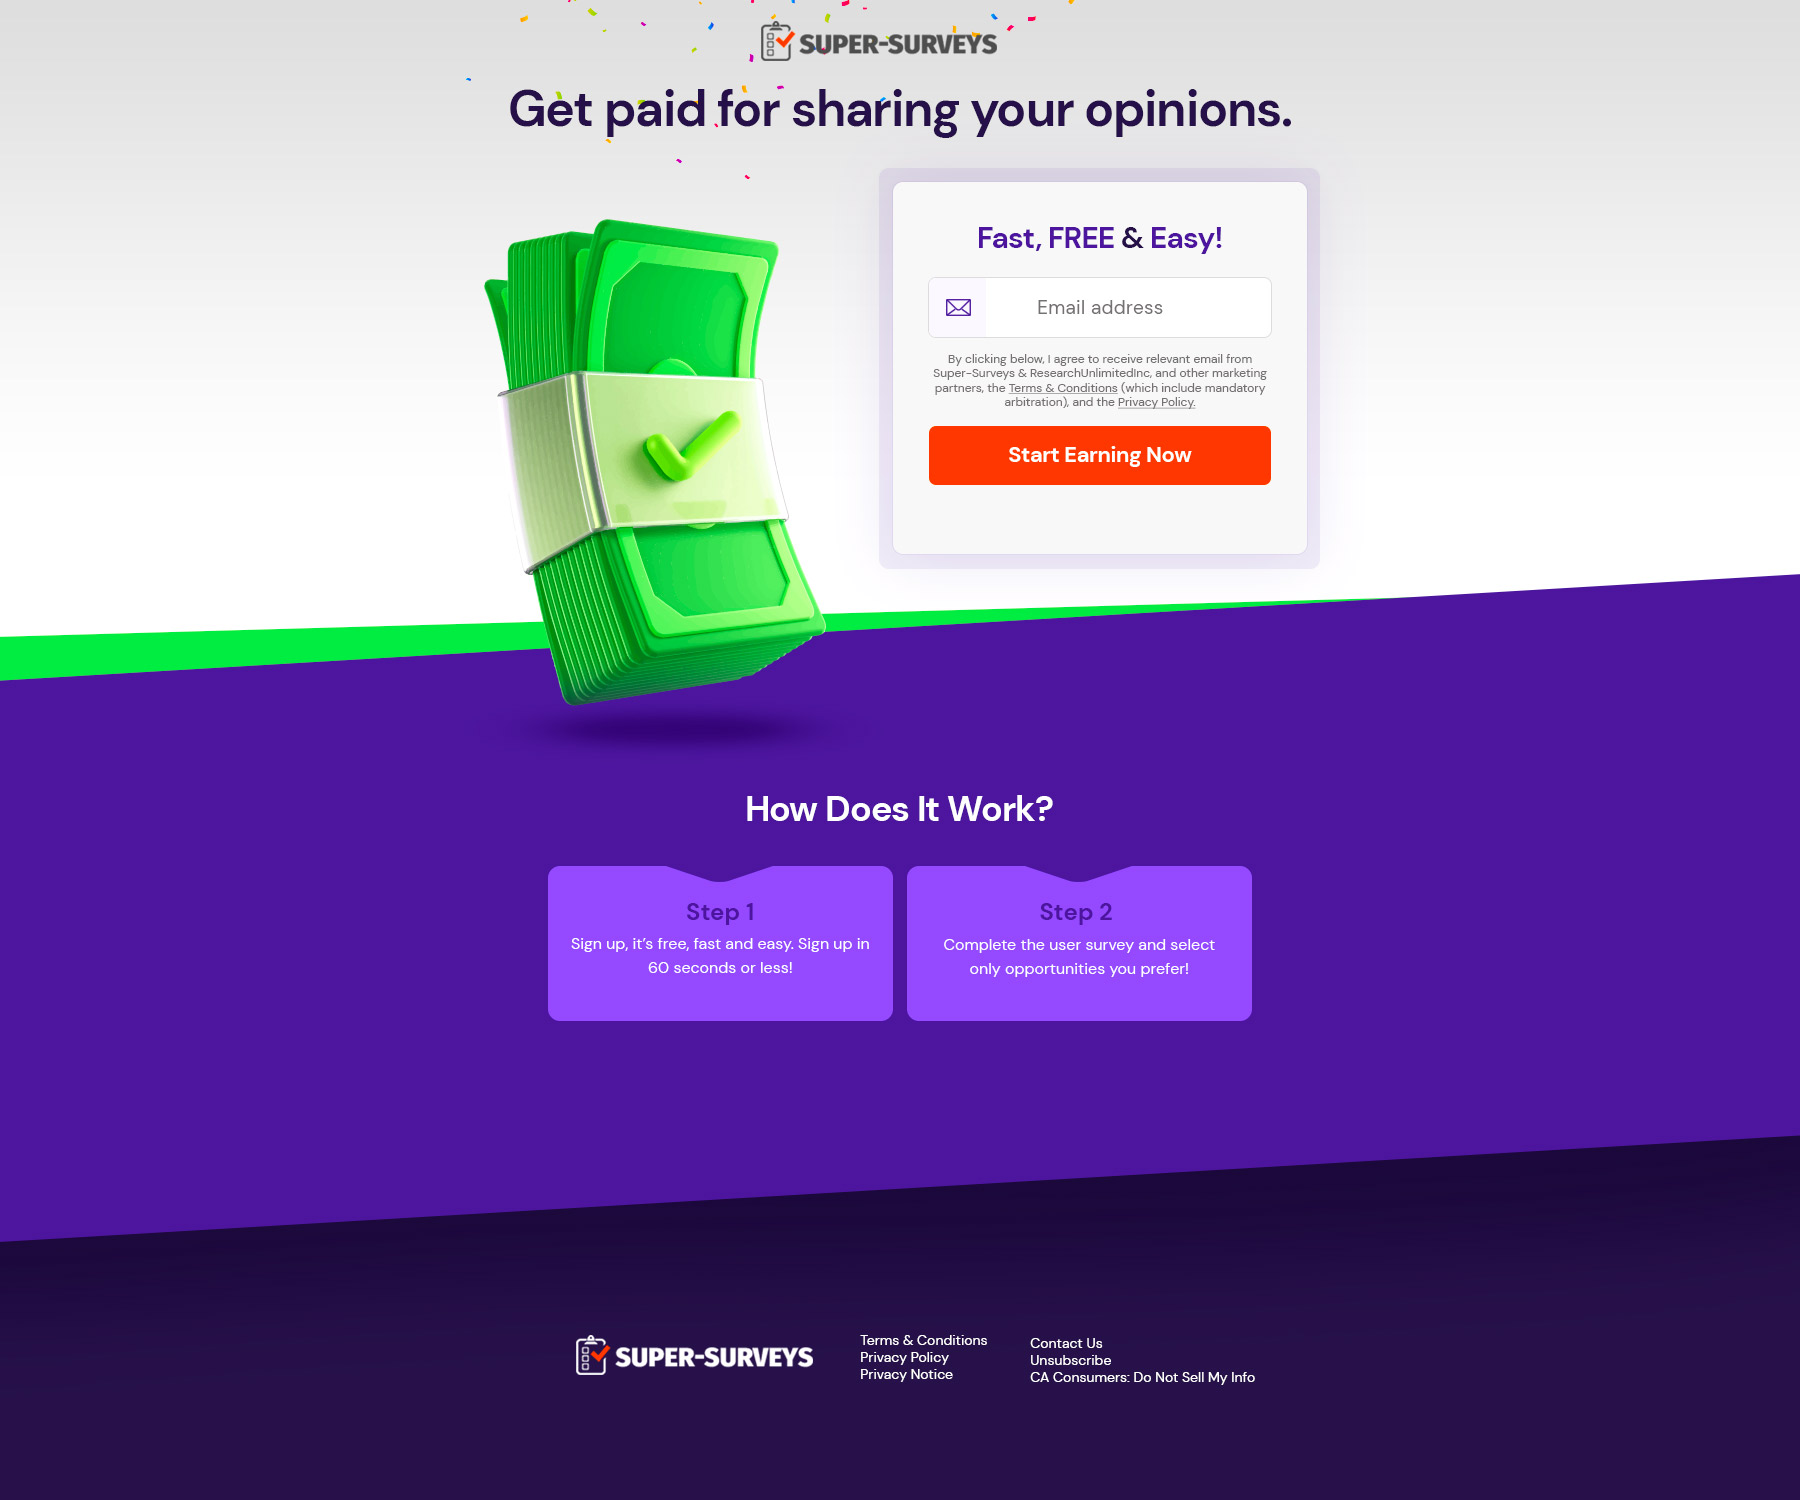 SUPER-SURVEYS
Get paid for sharing your opinions.
Fast, FREE & Easy!
Email address
By clicking below, I agree to receive relevant email from
Super-Surveys & ResearchUnlimitedInc, and other marketing
partners, the Terms & Conditions (which include mandatory
arbitration), and the Privacy Policy.
Start Earning Now
How Does It Work?
Step 1
Sign up, it’s free, fast and easy. Sign up in
60 seconds or less!
Step 2
Complete the user survey and select
only opportunities you prefer!
SUPER-SURVEYS
Terms & Conditions
Privacy Policy
Privacy Notice
Contact Us
Unsubscribe
CA Consumers: Do Not Sell My Info